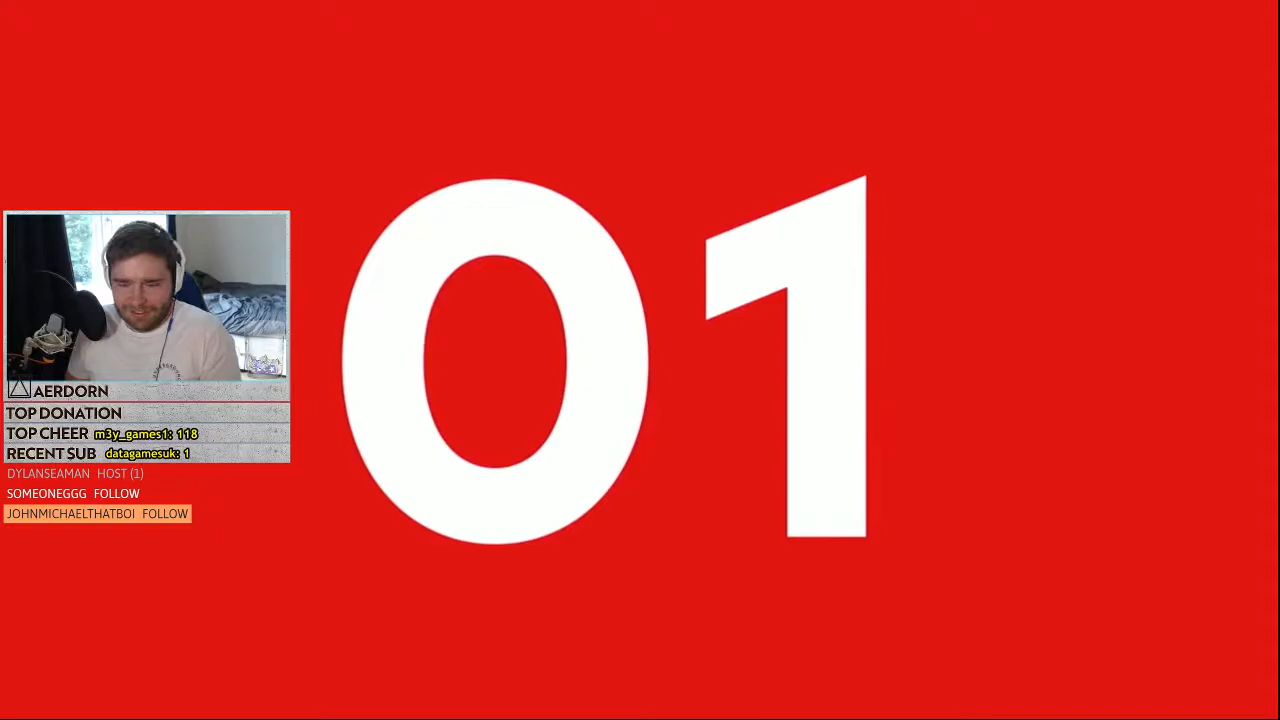 01
AERDORN
TOP DONATION
TOP CHEER m3y_games1: 118
RECENT SUB datagamesuk: 1
DYLANSEAMAN HOST (1)
SOMEONEGGG FOLLOW
JOHNMICHAELTHATBOI FOLLOW